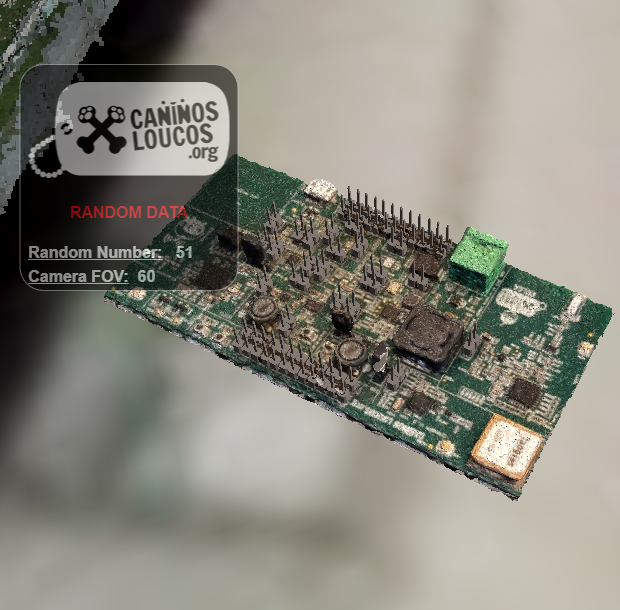 CANINOS
LOUCOS
.org
RANDOM DATA
Random Number: 51
Camera FOV: 60